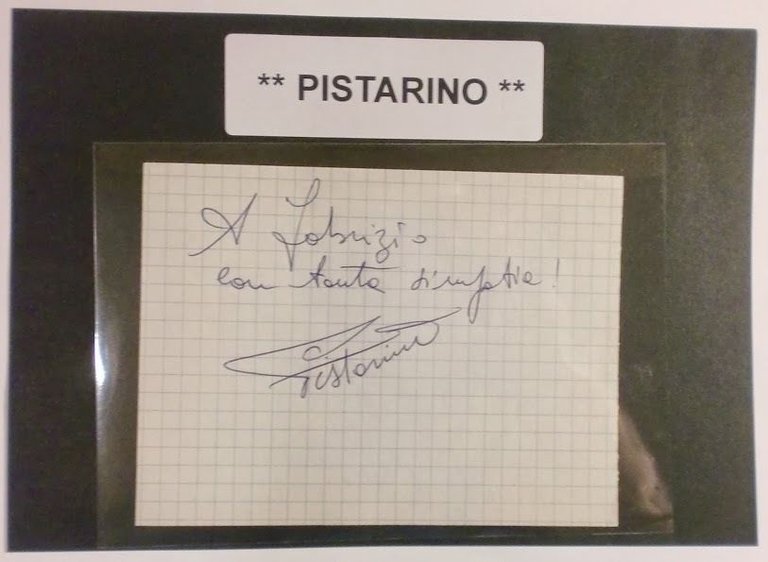 ** PISTARINO **
A Fabrizio
con tanta simpatia!
Pistarino